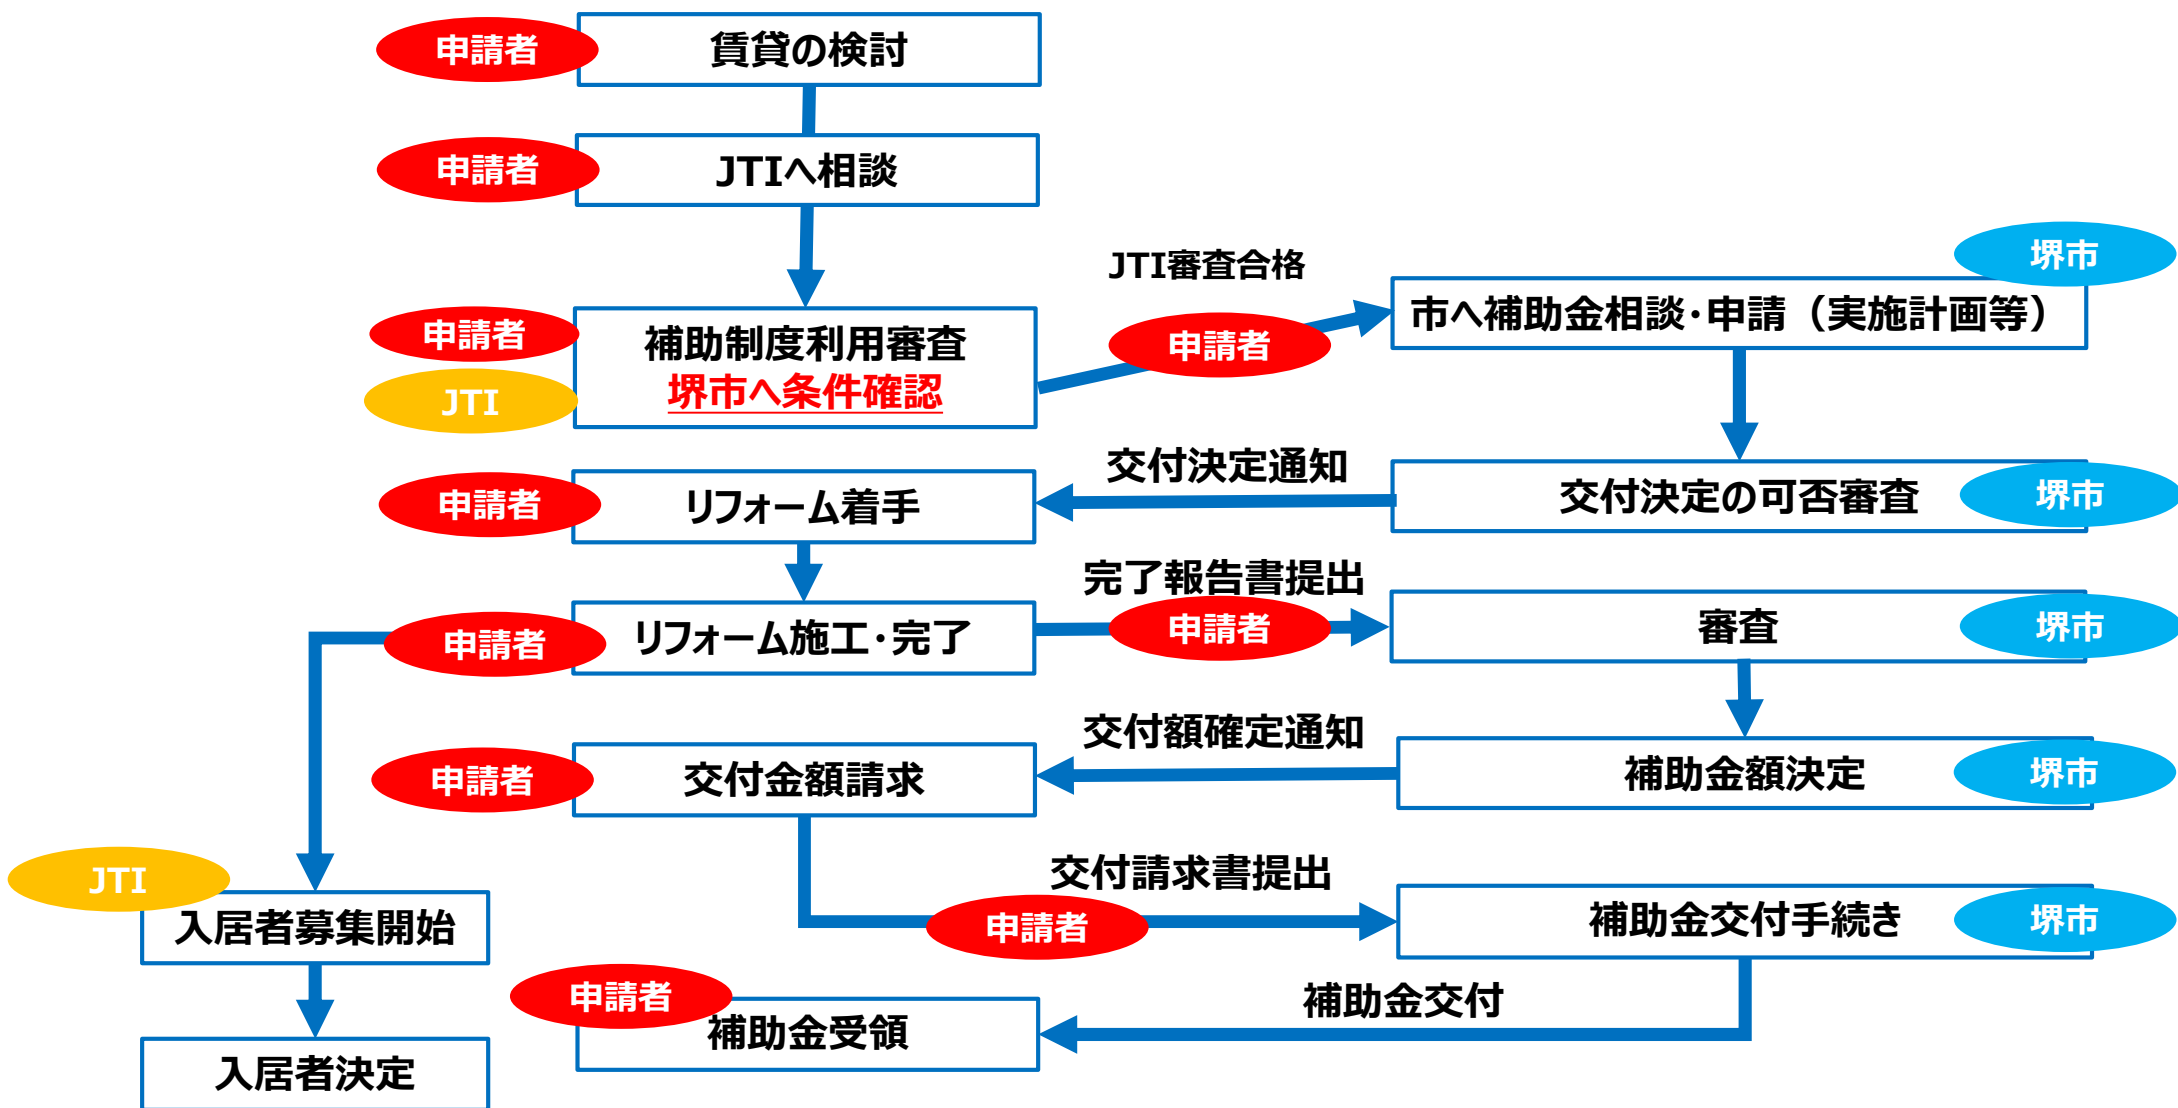 申請者
賃貸の検討
申請者
JTIへ相談
堺市
JTI審査合格
申請者
市へ補助金相談・申請（実施計画等）
申請者
補助制度利用審査
JTI
堺市へ条件確認
交付決定通知
申請者
リフォーム着手
交付決定の可否審査
堺市
完了報告書提出
申請者
リフォーム施工・完了
申請者
審査
堺市
交付額確定通知
申請者
交付金額請求
補助金額決定
堺市
JTI
入居者募集開始
交付請求書提出
申請者
補助金交付手続き
堺市
申請者
補助金受領
補助金交付
入居者決定